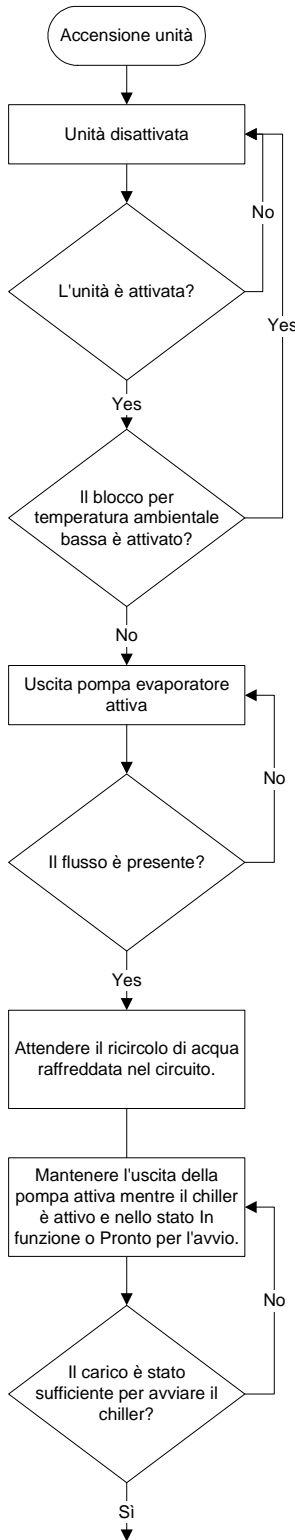 Accensione unità
Unità disattivata
No
L'unità è attivata?
Yes
Yes
Il blocco per
temperatura ambientale
bassa è attivato?
No
Uscita pompa evaporatore
attiva
No
Il flusso è presente?
Yes
Attendere il ricircolo di acqua
raffreddata nel circuito.
Mantenere l'uscita della
pompa attiva mentre il chiller
è attivo e nello stato In
funzione o Pronto per l'avvio.
No
Il carico è stato
sufficiente per avviare il
chiller?
Sì